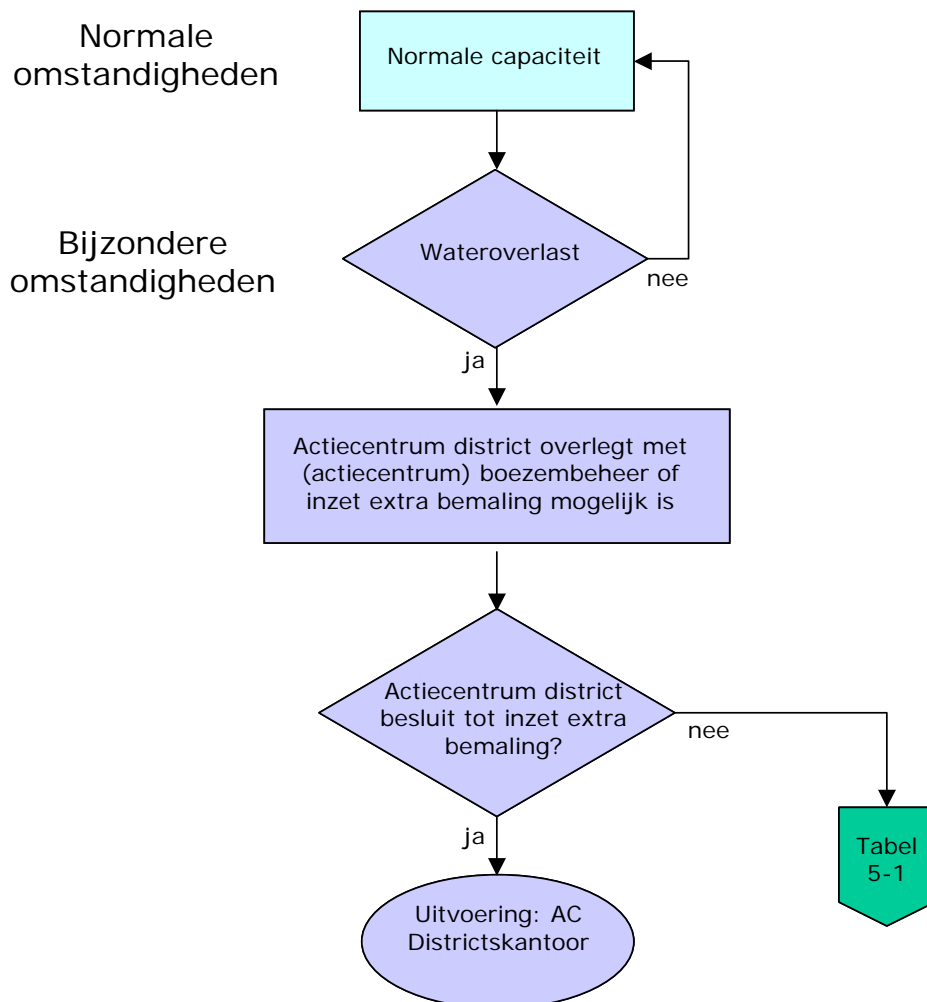 Normale
omstandigheden
Normale capaciteit
Bijzondere
omstandigheden
Wateroverlast
nee
ja
Actiecentrum district overlegt met
(actiecentrum) boezembeheer of
inzet extra bemaling mogelijk is
Actiecentrum district
besluit tot inzet extra
bemaling?
nee
ja
Tabel
5-1
Uitvoering: AC
Districtskantoor